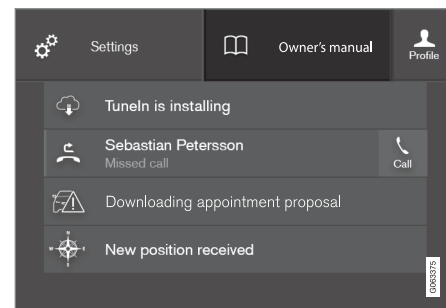 Settings
Owner's manual
Profile
TuneIn is installing
Sebastian Petersson
Missed call
Call
Downloading appointment proposal
New position received
G063375